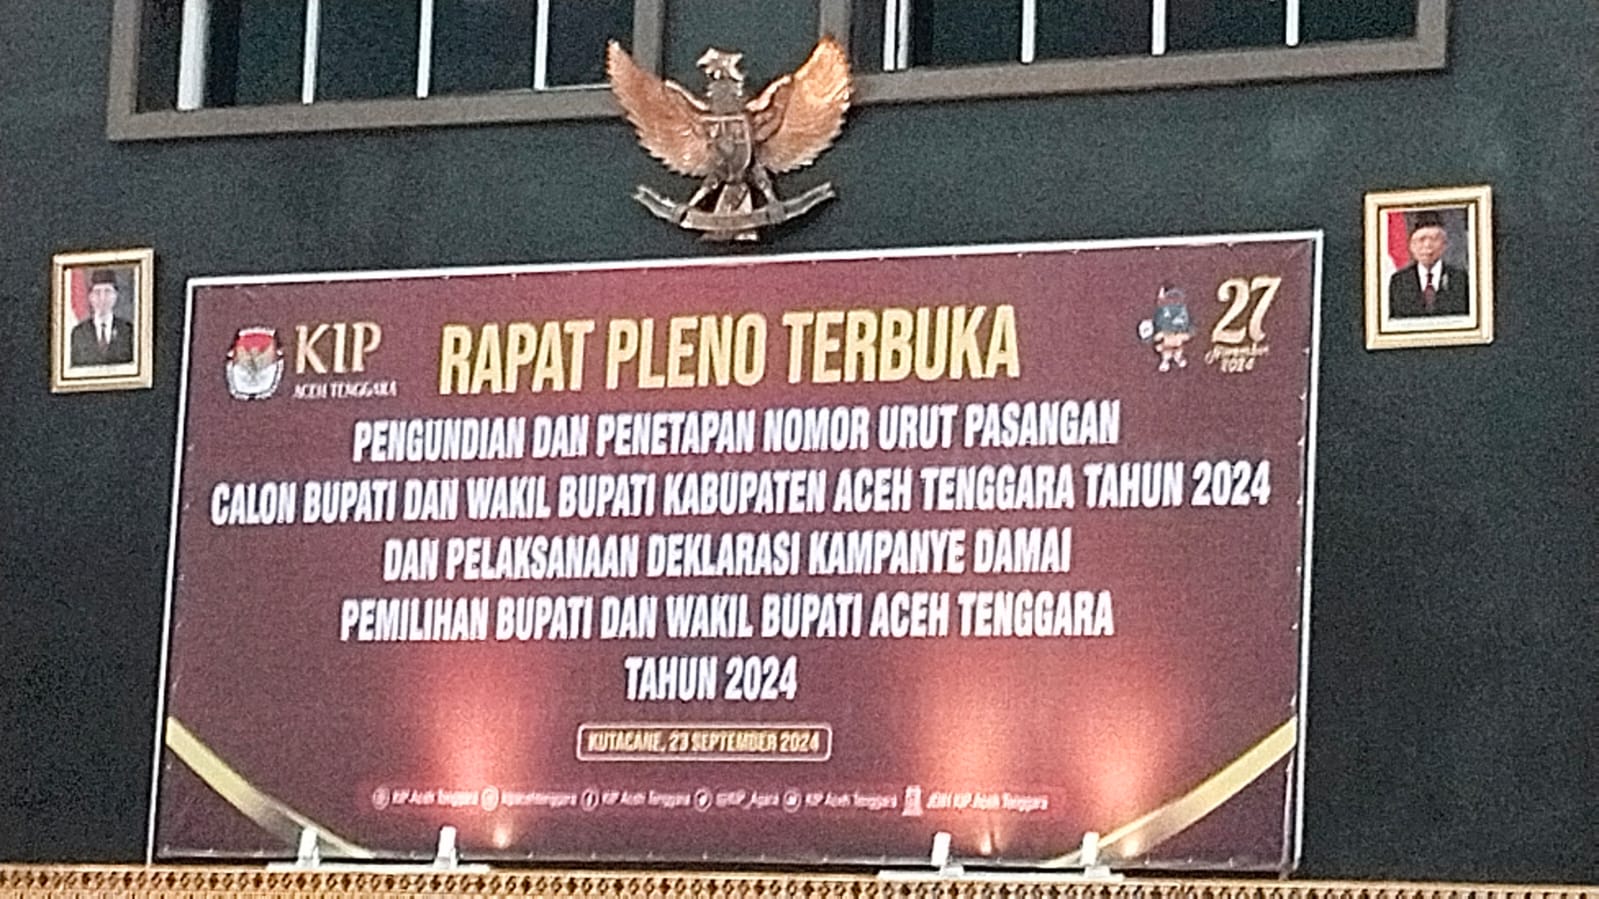 KIP
ACEH TENGGARA
RAPAT PLENO TERBUKA
27
November
2024
PENGUNDIAN DAN PENETAPAN NOMOR URUT PASANGAN
CALON BUPATI DAN WAKIL BUPATI KABUPATEN ACEH TENGGARA TAHUN 2024
DAN PELAKSANAAN DEKLARASI KAMPANYE DAMAI
PEMILIHAN BUPATI DAN WAKIL BUPATI ACEH TENGGARA
TAHUN 2024
KUTACANE, 23 SEPTEMBER 2024
KIP Aceh Tenggara KIP Aceh Tenggara @KIP_Agara KIP Aceh Tenggara JDIH KIP Aceh Tenggara